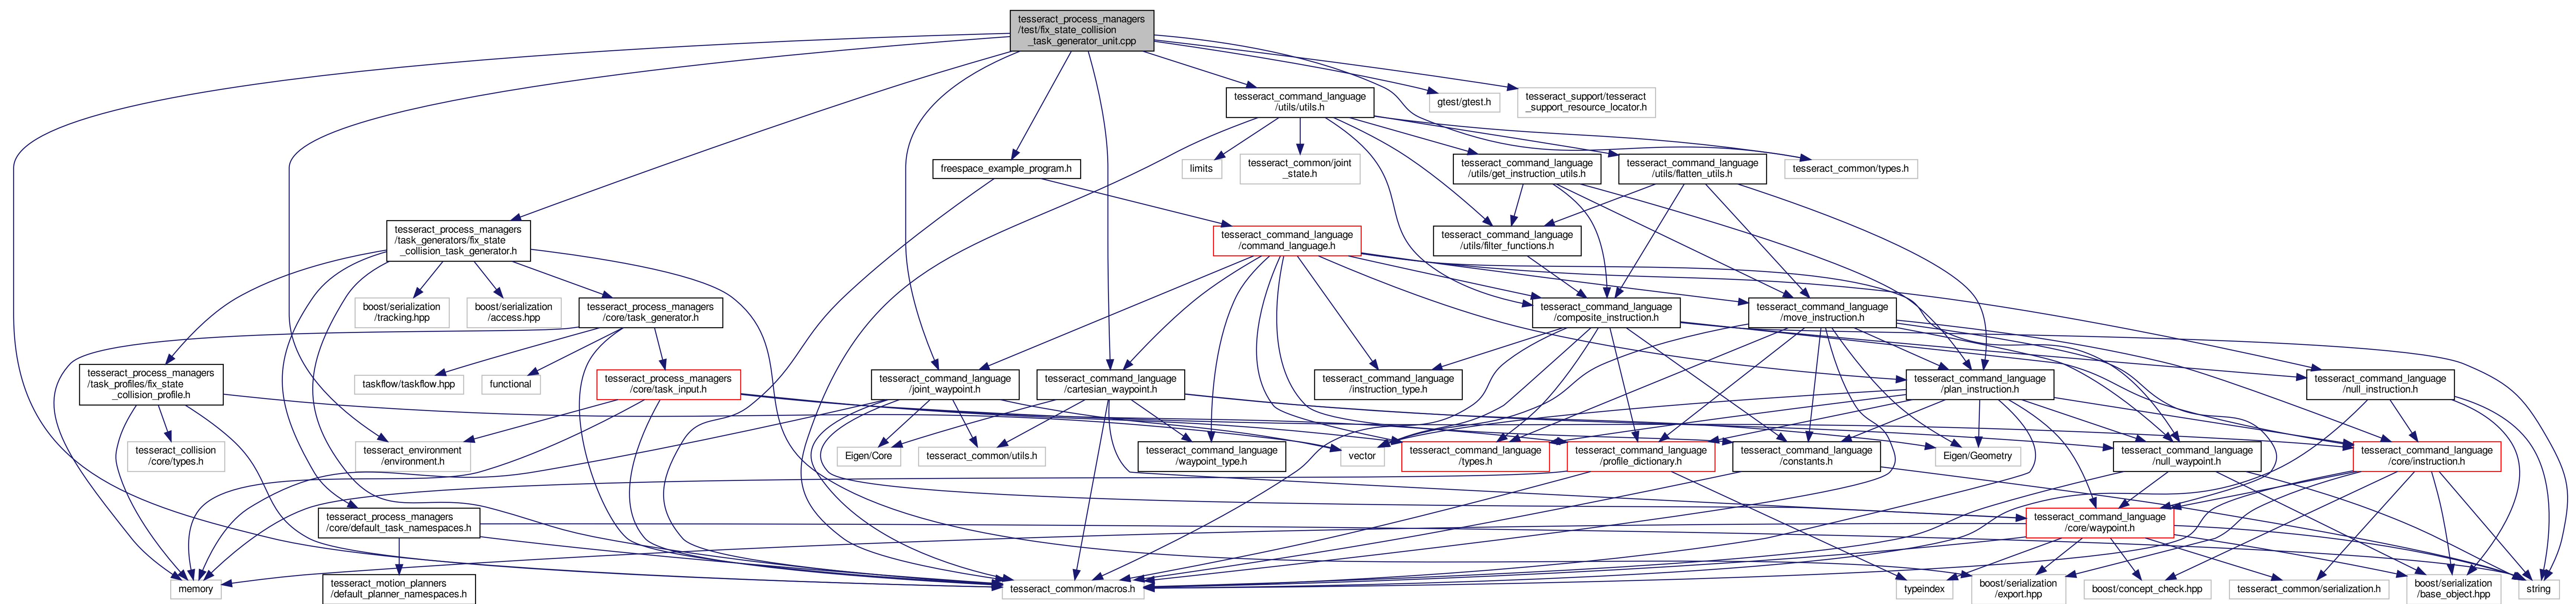 tesseract_process_managers
/test/fix_state_collision
_task_generator_unit.cpp
tesseract_command_language
/utils/utils.h
gtest/gtest.h
tesseract_support/tesseract
_support_resource_locator.h
freespace_example_program.h
limits
tesseract_common/joint
_state.h
tesseract_command_language
/utils/get_instruction_utils.h
tesseract_command_language
/utils/flatten_utils.h
tesseract_common/types.h
tesseract_process_managers
/task_generators/fix_state
_collision_task_generator.h
tesseract_command_language
/command_language.h
tesseract_command_language
/utils/filter_functions.h
boost/serialization
/tracking.hpp
boost/serialization
/access.hpp
tesseract_process_managers
/core/task_generator.h
tesseract_command_language
/composite_instruction.h
tesseract_command_language
/move_instruction.h
tesseract_process_managers
/task_profiles/fix_state
_collision_profile.h
taskflow/taskflow.hpp
functional
tesseract_process_managers
/core/task_input.h
tesseract_command_language
/joint_waypoint.h
tesseract_command_language
/cartesian_waypoint.h
tesseract_command_language
/instruction_type.h
tesseract_command_language
/plan_instruction.h
tesseract_command_language
/null_instruction.h
tesseract_collision
/core/types.h
tesseract_environment
/environment.h
Eigen/Core
tesseract_common/utils.h
tesseract_command_language
/waypoint_type.h
vector
tesseract_command_language
/types.h
tesseract_command_language
/profile_dictionary.h
tesseract_command_language
/constants.h
Eigen/Geometry
tesseract_command_language
/null_waypoint.h
tesseract_command_language
/core/instruction.h
tesseract_process_managers
/core/default_task_namespaces.h
tesseract_command_language
/core/waypoint.h
memory
tesseract_motion_planners
/default_planner_namespaces.h
tesseract_common/macros.h
typeindex
boost/serialization
/export.hpp
boost/concept_check.hpp
tesseract_common/serialization.h
boost/serialization
/base_object.hpp
string